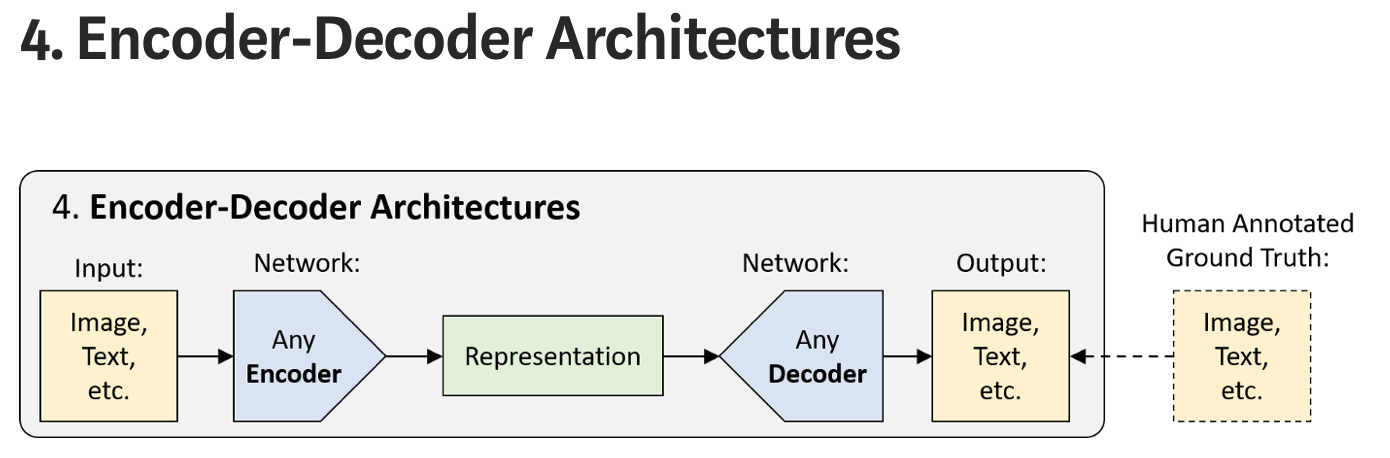 4. Encoder-Decoder Architectures
4. Encoder-Decoder Architectures
Input:
Network:
Network:
Output:
Human Annotated
Ground Truth:
Image,
Text,
etc.
Any
Encoder
Representation
Any
Decoder
Image,
Text,
etc.
Image,
Text,
etc.